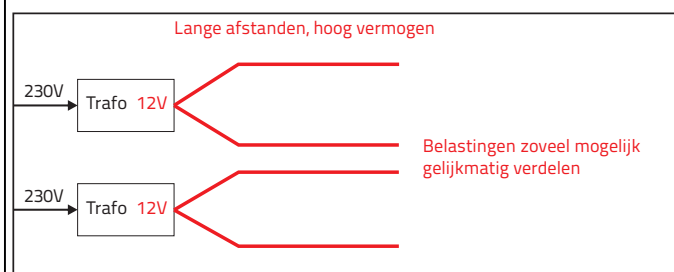 Lange afstanden, hoog vermogen
230V
Trafo 12V
Belastingen zoveel mogelijk
gelijkmatig verdelen
230V
Trafo 12V